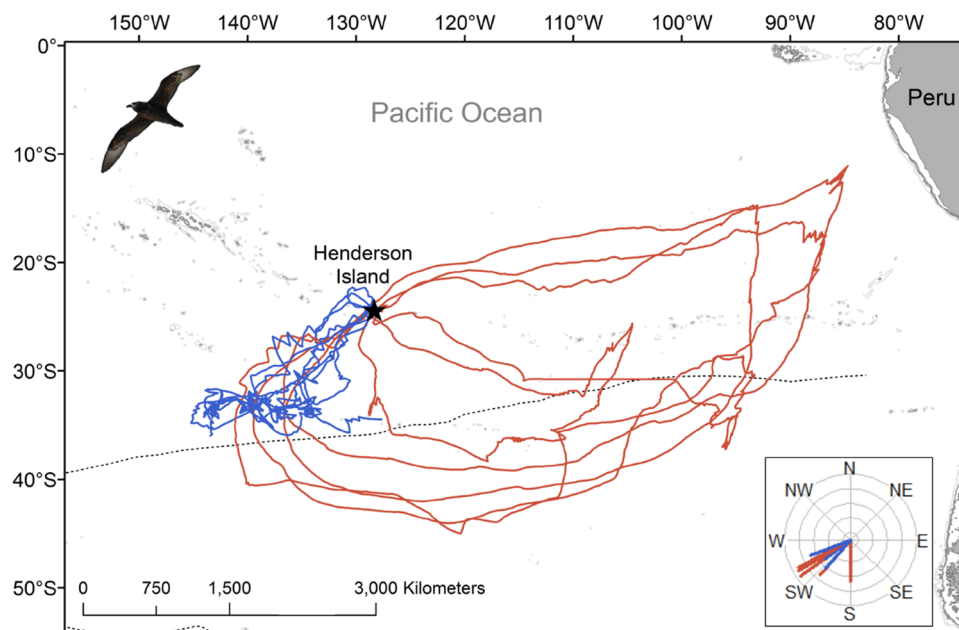 150°W 140°W 130°W 120°W 110°W 100°W 90°W 80°W
0°
Peru
Pacific Ocean
10°S
20°S
Henderson
Island
30°S
40°S
N
NW NE
W E
SW SE
S
50°S
0 750 1,500 3,000 Kilometers